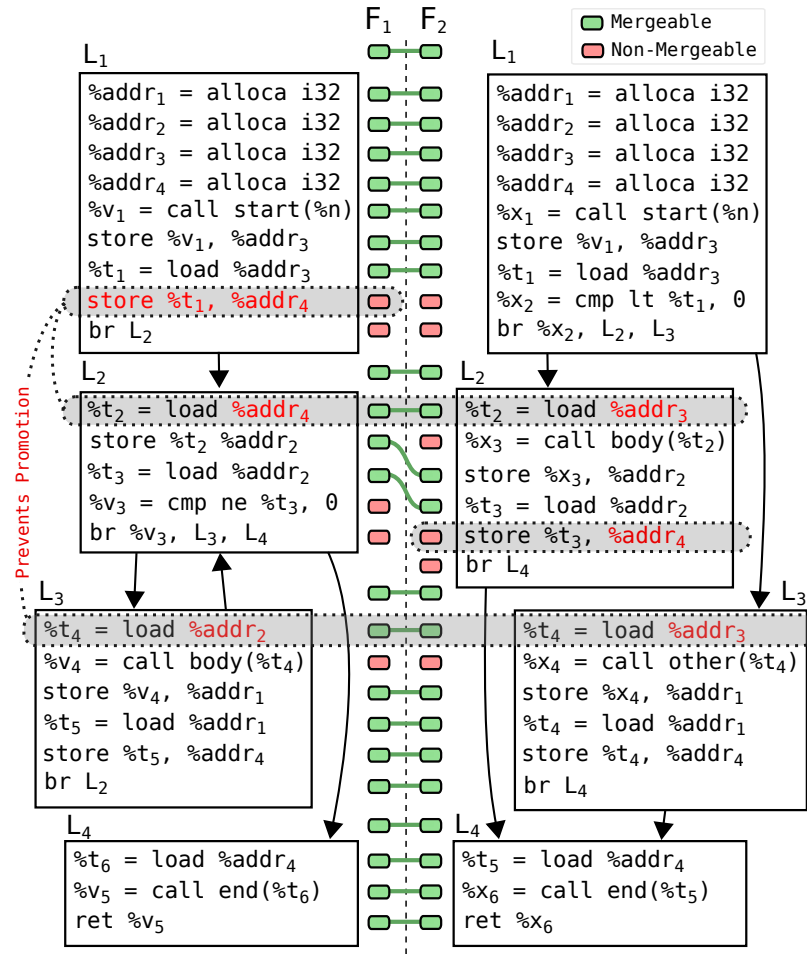 F₁ F₂
Mergeable
Non-Mergeable
L₁
%addr₁ = alloca i32
%addr₂ = alloca i32
%addr₃ = alloca i32
%addr₄ = alloca i32
%v₁ = call start(%n)
store %v₁, %addr₃
%t₁ = load %addr₃
store %t₁, %addr₄
br L₂
L₁
%addr₁ = alloca i32
%addr₂ = alloca i32
%addr₃ = alloca i32
%addr₄ = alloca i32
%x₁ = call start(%n)
store %v₁, %addr₃
%t₁ = load %addr₃
%x₂ = cmp lt %t₁, 0
br %x₂, L₂, L₃
Prevents Promotion
L₂
%t₂ = load %addr₄
store %t₂ %addr₂
%t₃ = load %addr₂
%v₃ = cmp ne %t₃, 0
br %v₃, L₃, L₄
L₂
%t₂ = load %addr₃
%x₃ = call body(%t₂)
store %x₃, %addr₂
%t₃ = load %addr₂
store %t₃, %addr₄
br L₄
L₃
%t₄ = load %addr₂
%v₄ = call body(%t₄)
store %v₄, %addr₁
%t₅ = load %addr₁
store %t₅, %addr₄
br L₂
L₃
%t₄ = load %addr₃
%x₄ = call other(%t₄)
store %x₄, %addr₁
%t₄ = load %addr₁
store %t₄, %addr₄
br L₄
L₄
%t₆ = load %addr₄
%v₅ = call end(%t₆)
ret %v₅
L₄
%t₅ = load %addr₄
%x₆ = call end(%t₅)
ret %x₆